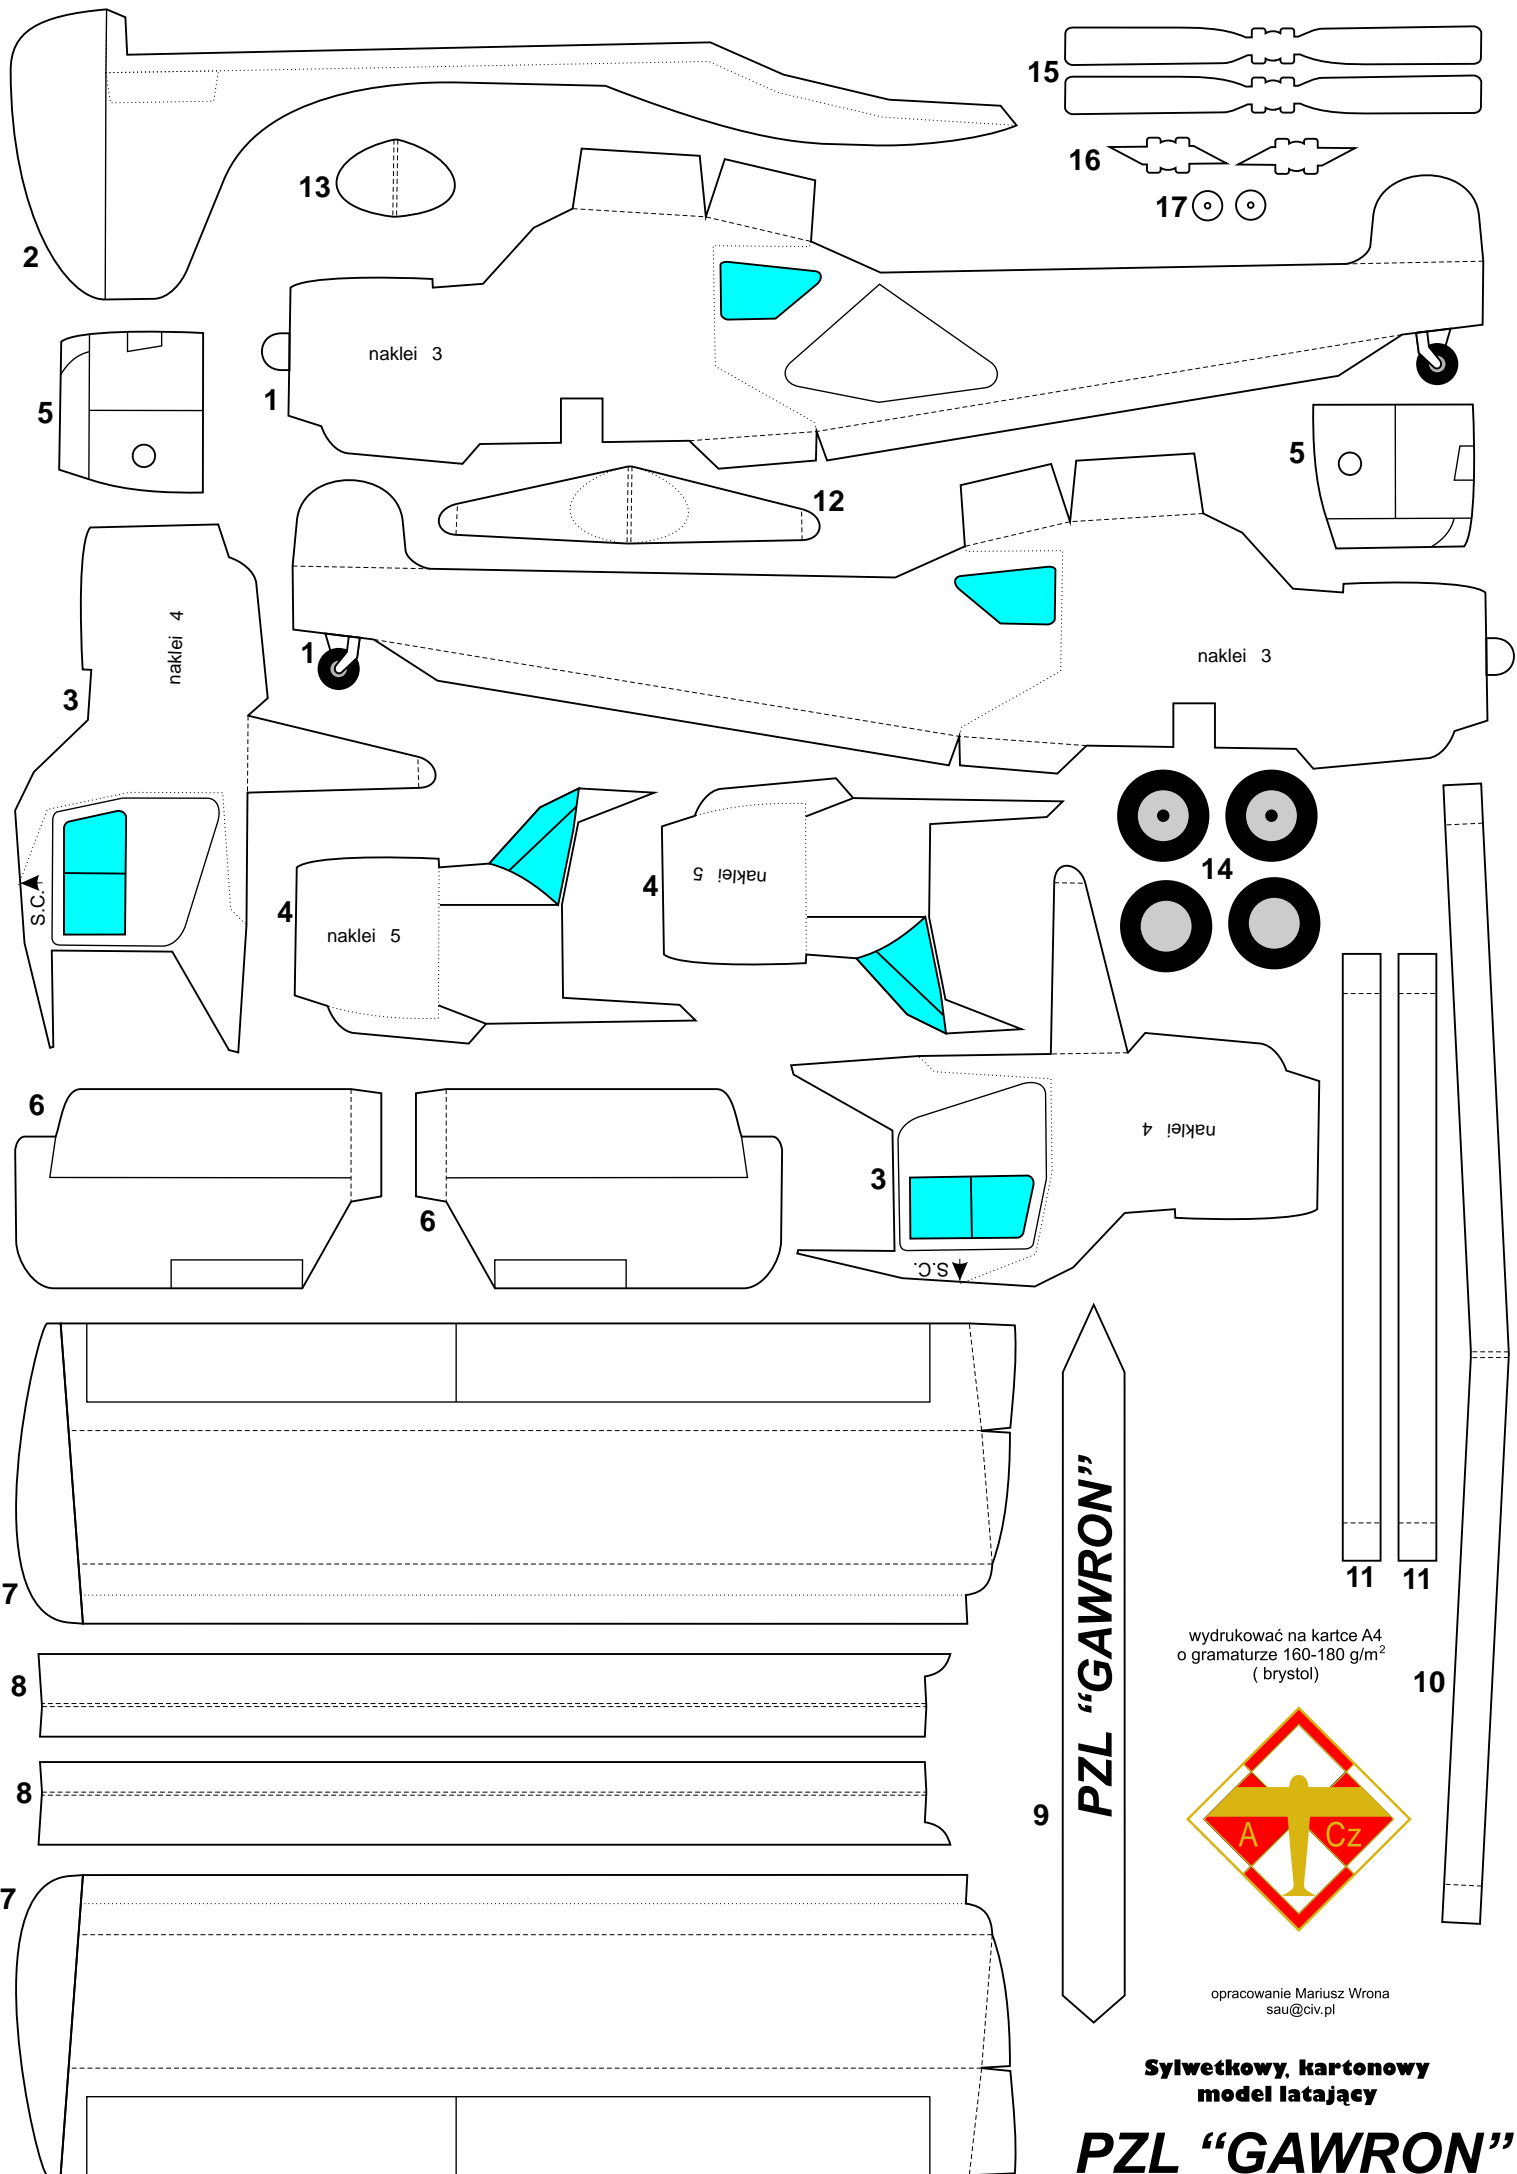 15
16
13
17
2
naklei 3
1
5
5
12
naklei 4
1
naklei 3
3
S.C.
4
naklei 5
4
naklei 5
14
6
6
3
naklei 4
S.C.
7
11
11
wydrukować na kartce A4
o gramaturze 160-180 g/m²
( brystol)
10
8
8
9
PZL “GAWRON”
A Cz
7
opracowanie Mariusz Wrona
sau@civ.pl
Sylwetkowy, kartonowy
model latający
PZL “GAWRON”